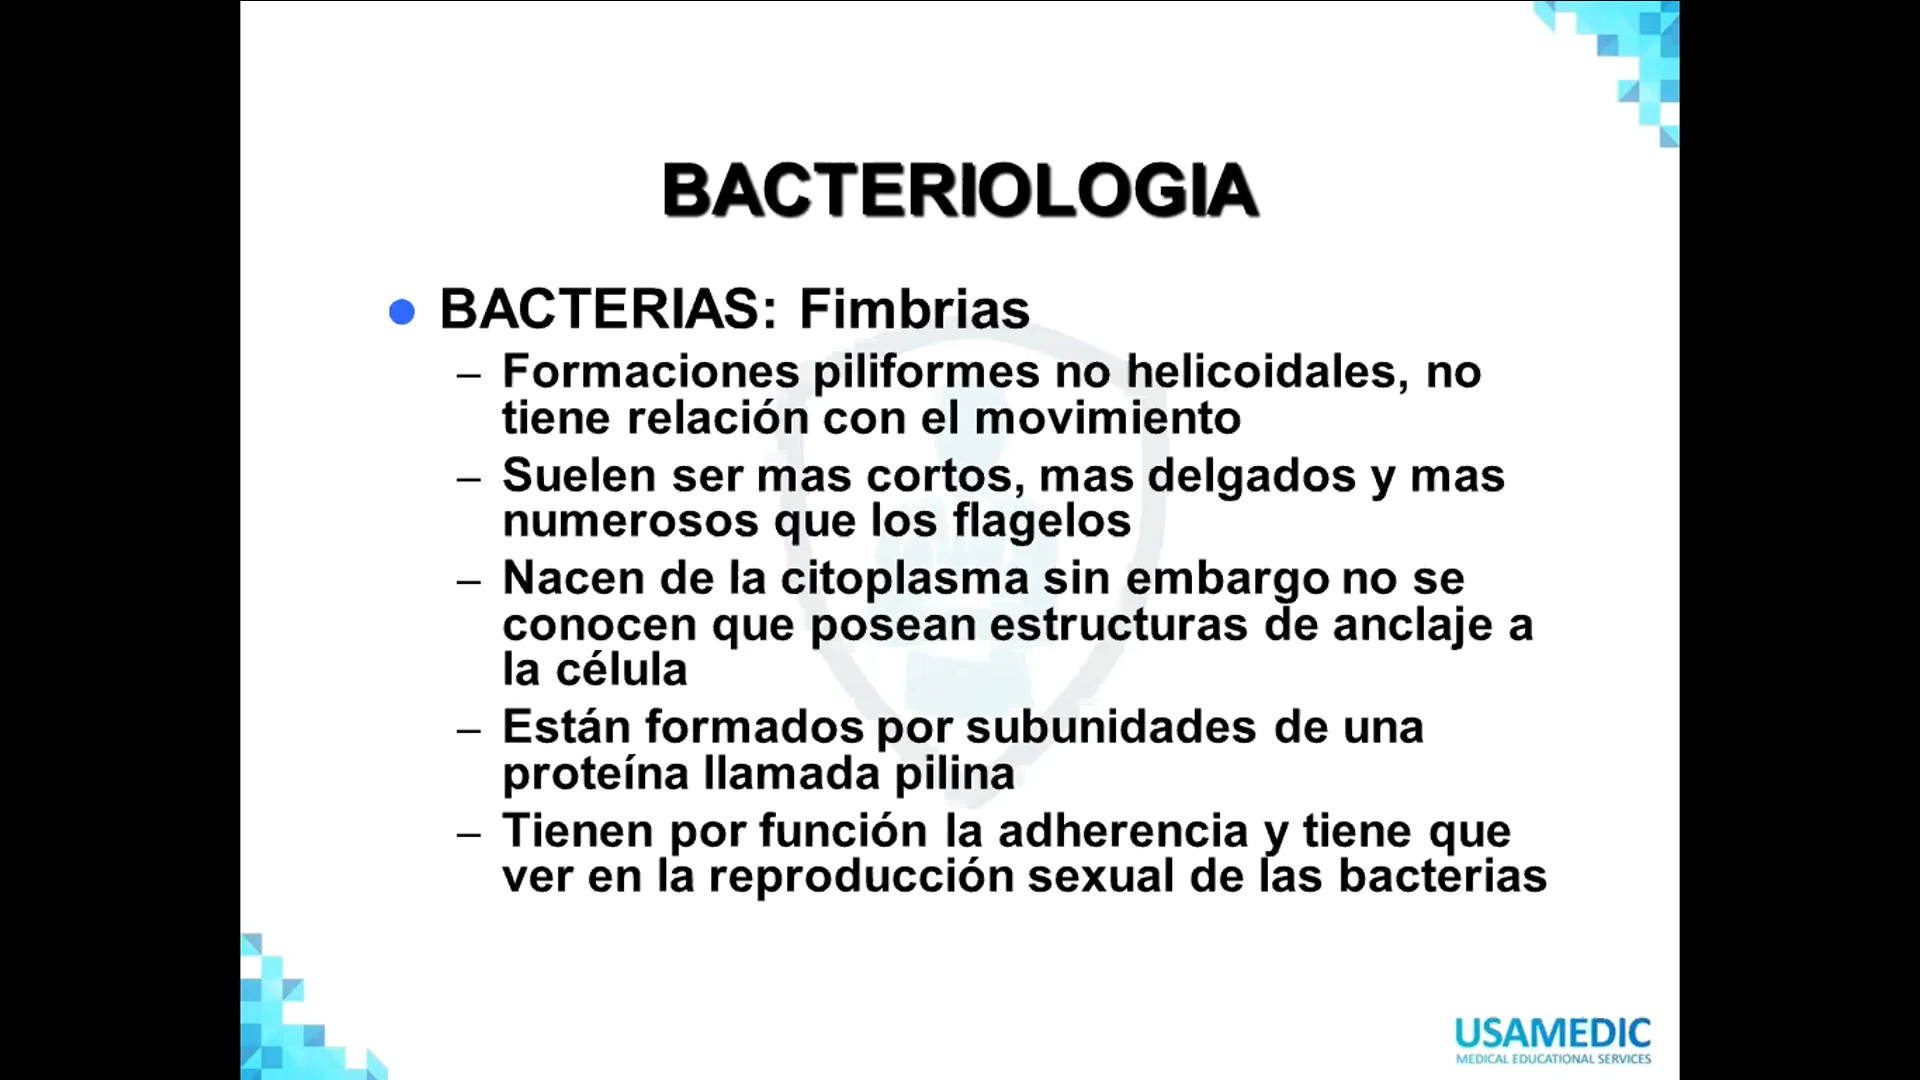 BACTERIOLOGIA
BACTERIAS: Fimbrias
– Formaciones piliformes no helicoidales, no
tiene relación con el movimiento
– Suelen ser mas cortos, mas delgados y mas
numerosos que los flagelos
– Nacen de la citoplasma sin embargo no se
conocen que posean estructuras de anclaje a
la célula
– Están formados por subunidades de una
proteína llamada pilina
– Tienen por función la adherencia y tiene que
ver en la reproducción sexual de las bacterias
USAMEDIC
MEDICAL EDUCATIONAL SERVICES